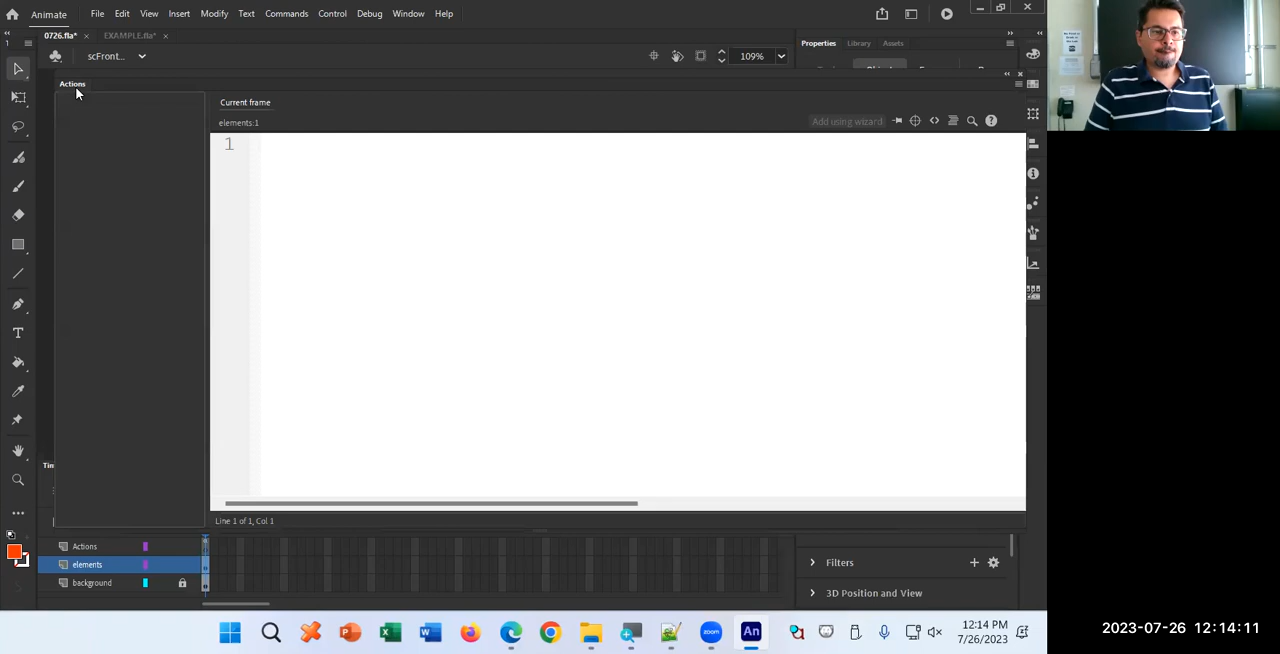 Animate File Edit View Insert Modify Text Commands Control Debug Window Help
0726.fla* × EXAMPLE.fla* ×
scFront... 109% Properties Library Assets
Actions
Current frame
elements:1 Add using wizard
1
Line 1 of 1, Col 1
Actions
elements
background
Filters
3D Position and View
12:14 PM
7/26/2023
2023-07-26 12:14:11